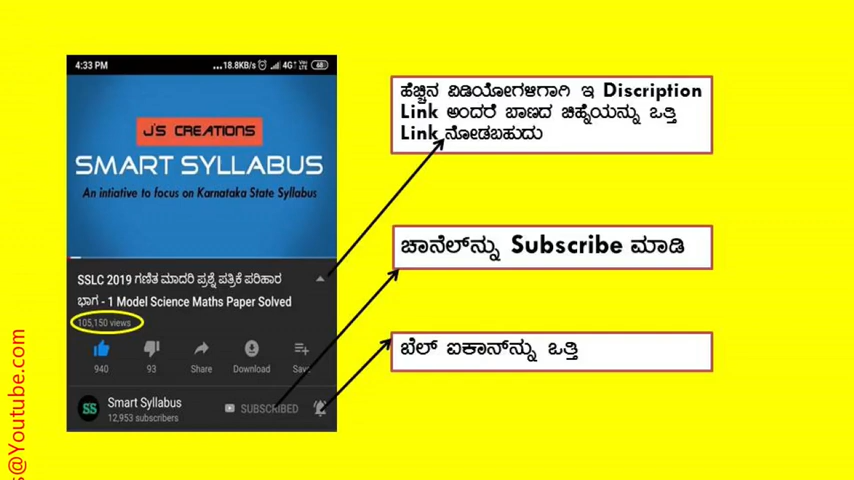 4:33 PM ...18.8KB/s 4G Vo LTE 68
J'S CREATIONS
SMART SYLLABUS
An intiative to focus on Karnataka State Syllabus
SSLC 2019 ಗಣಿತ ಮಾದರಿ ಪ್ರಶ್ನೆ ಪತ್ರಿಕೆ ಪರಿಹಾರ
ಭಾಗ - 1 Model Science Maths Paper Solved
105,150 views
940 93 Share Download Save
Smart Syllabus
12,953 subscribers
SUBSCRIBED
ಹೆಚ್ಚಿನ ವಿಡಿಯೋಗಳಿಗಾಗಿ ಇ Discription
Link ಅಂದರೆ ಬಾಣದ ಚಿಹ್ನೆಯನ್ನು ಒತ್ತಿ
Link ನೋಡಬಹುದು
ಚಾನೆಲ್‌ನ್ನು Subscribe ಮಾಡಿ
ಬೆಲ್ ಐಕಾನ್‌ನ್ನು ಒತ್ತಿ
s@Youtube.com